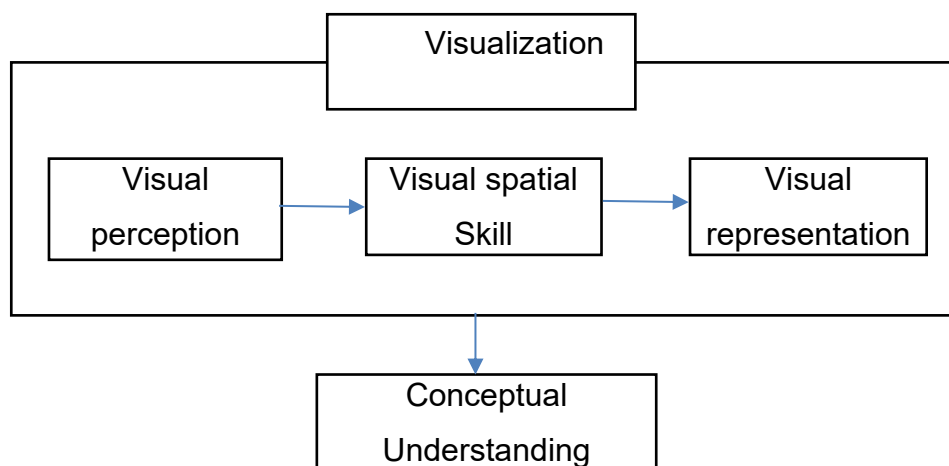 Visualization
Visual
perception
Visual spatial
Skill
Visual
representation
Conceptual
Understanding